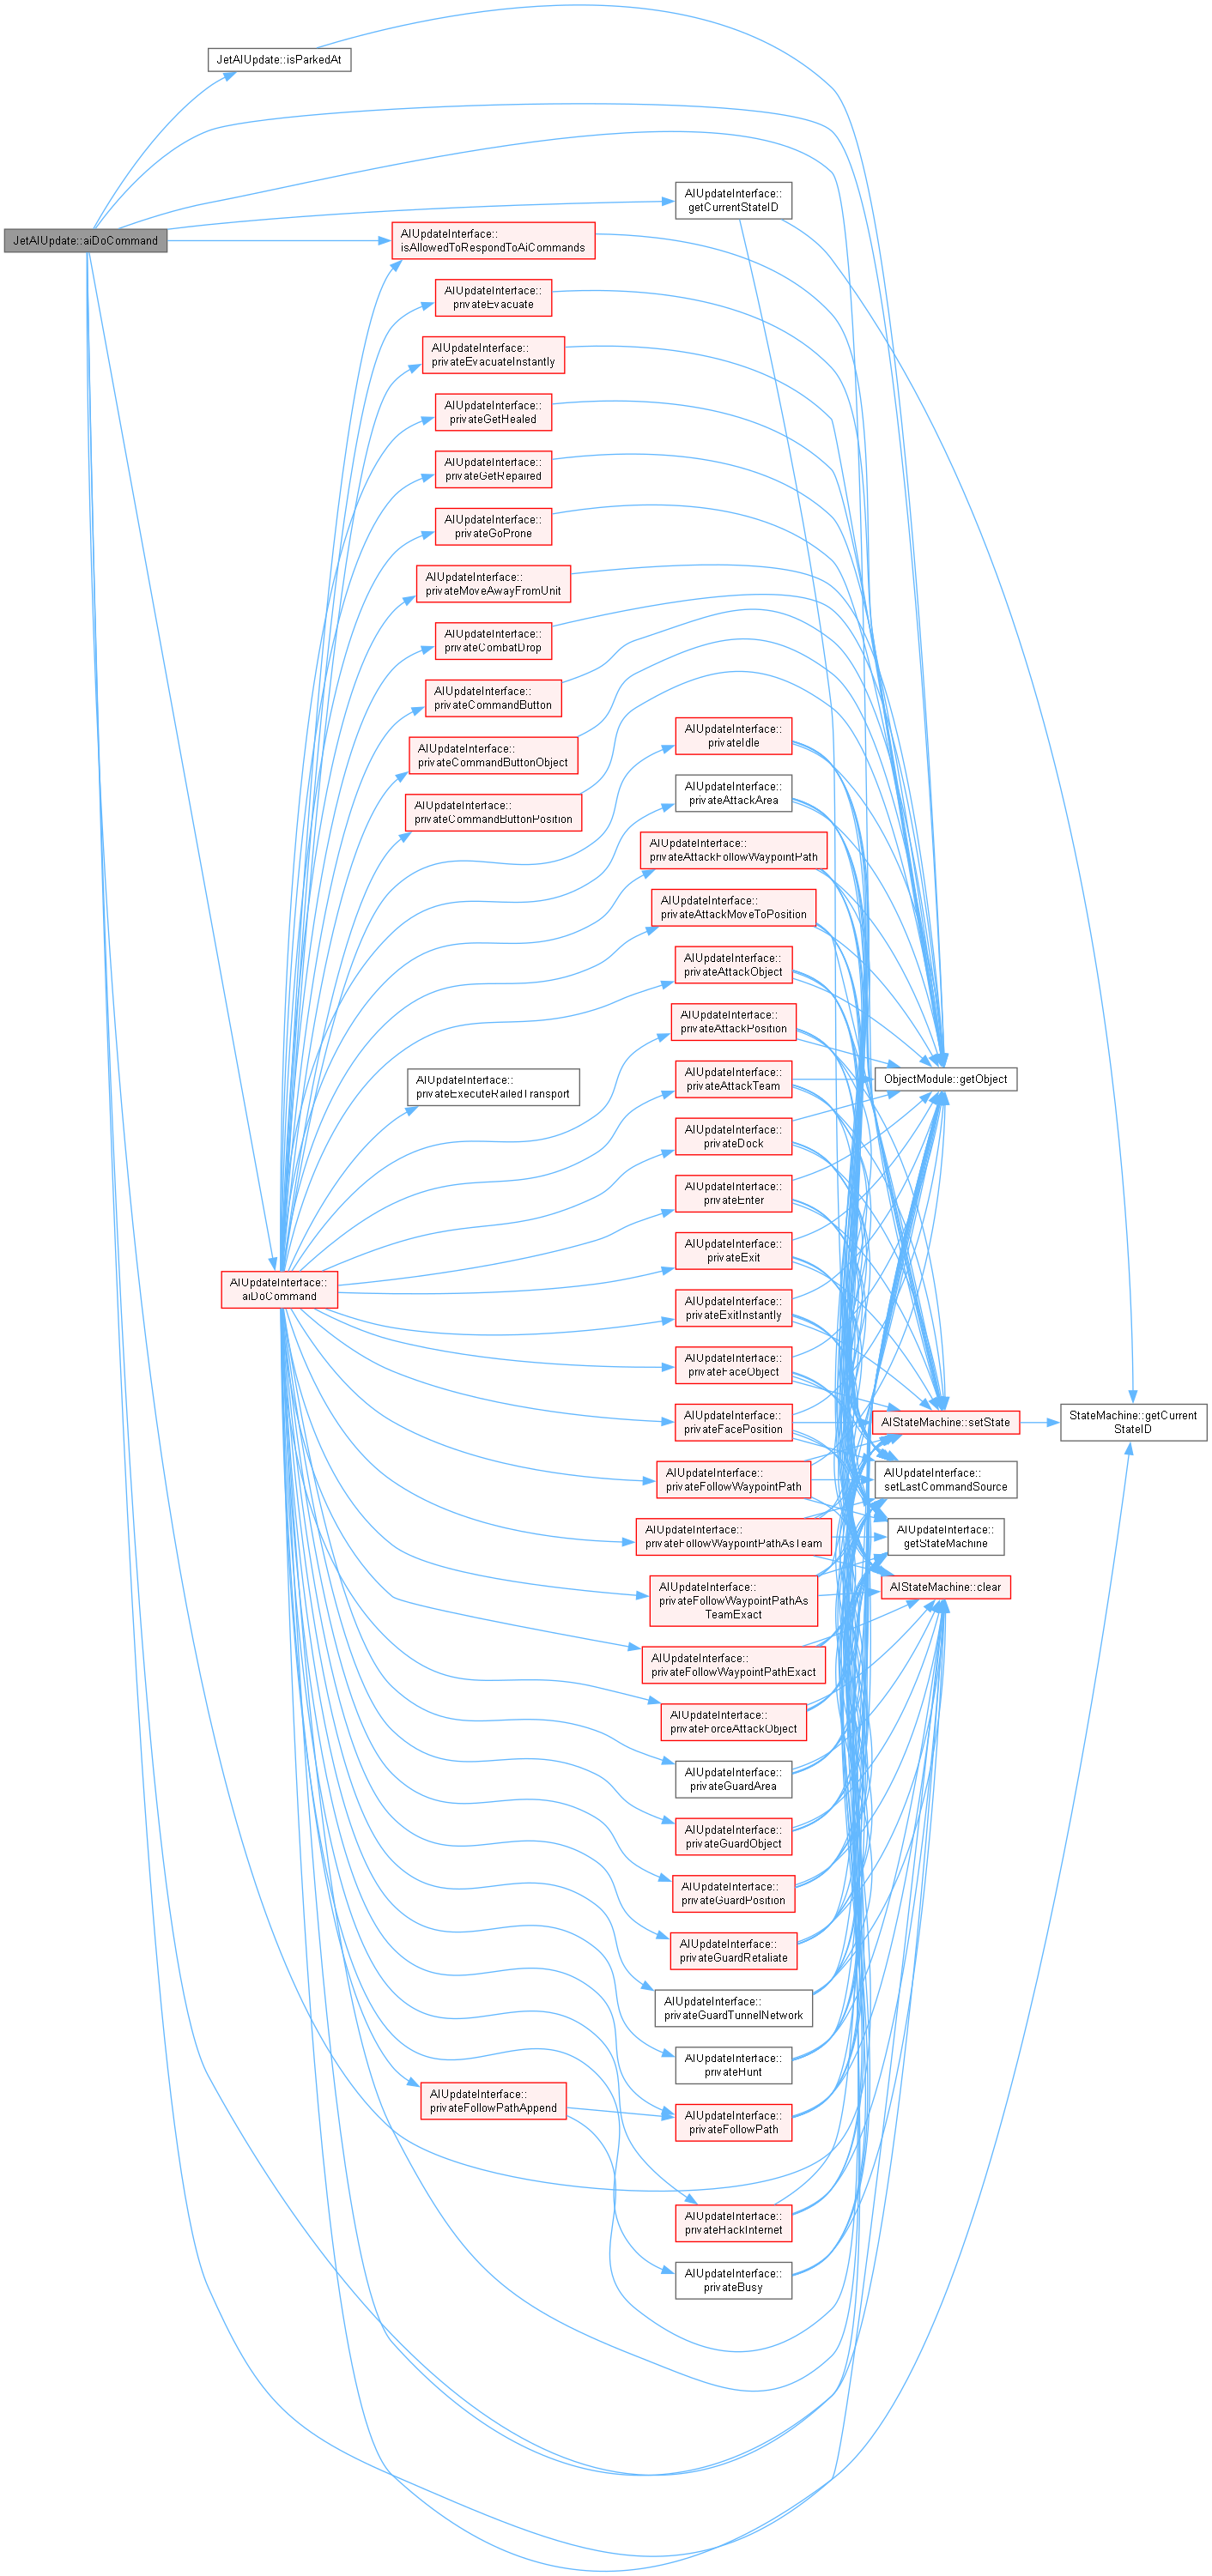 JetAIUpdate::isParkedAt
AIUpdateInterface::
getCurrentStateID
JetAIUpdate::aiDoCommand
AIUpdateInterface::
isAllowedToRespondToAiCommands
AIUpdateInterface::
privateEvacuate
AIUpdateInterface::
privateEvacuateInstantly
AIUpdateInterface::
privateGetHealed
AIUpdateInterface::
privateGetRepaired
AIUpdateInterface::
privateGoProne
AIUpdateInterface::
privateMoveAwayFromUnit
AIUpdateInterface::
privateCombatDrop
AIUpdateInterface::
privateCommandButton
AIUpdateInterface::
privateIdle
AIUpdateInterface::
privateCommandButtonObject
AIUpdateInterface::
privateAttackArea
AIUpdateInterface::
privateCommandButtonPosition
AIUpdateInterface::
privateAttackFollowWaypointPath
AIUpdateInterface::
privateAttackMoveToPosition
AIUpdateInterface::
privateAttackObject
AIUpdateInterface::
privateAttackPosition
AIUpdateInterface::
privateExecuteRailedTransport
AIUpdateInterface::
privateAttackTeam
ObjectModule::getObject
AIUpdateInterface::
privateDock
AIUpdateInterface::
privateEnter
AIUpdateInterface::
privateExit
AIUpdateInterface::
aiDoCommand
AIUpdateInterface::
privateExitInstantly
AIUpdateInterface::
privateFaceObject
AIUpdateInterface::
privateFacePosition
AIStateMachine::setState
StateMachine::getCurrent
StateID
AIUpdateInterface::
privateFollowWaypointPath
AIUpdateInterface::
setLastCommandSource
AIUpdateInterface::
privateFollowWaypointPathAsTeam
AIUpdateInterface::
getStateMachine
AIUpdateInterface::
privateFollowWaypointPathAs
TeamExact
AIStateMachine::clear
AIUpdateInterface::
privateFollowWaypointPathExact
AIUpdateInterface::
privateForceAttackObject
AIUpdateInterface::
privateGuardArea
AIUpdateInterface::
privateGuardObject
AIUpdateInterface::
privateGuardPosition
AIUpdateInterface::
privateGuardRetaliate
AIUpdateInterface::
privateGuardTunnelNetwork
AIUpdateInterface::
privateHunt
AIUpdateInterface::
privateFollowPathAppend
AIUpdateInterface::
privateFollowPath
AIUpdateInterface::
privateHackInternet
AIUpdateInterface::
privateBusy